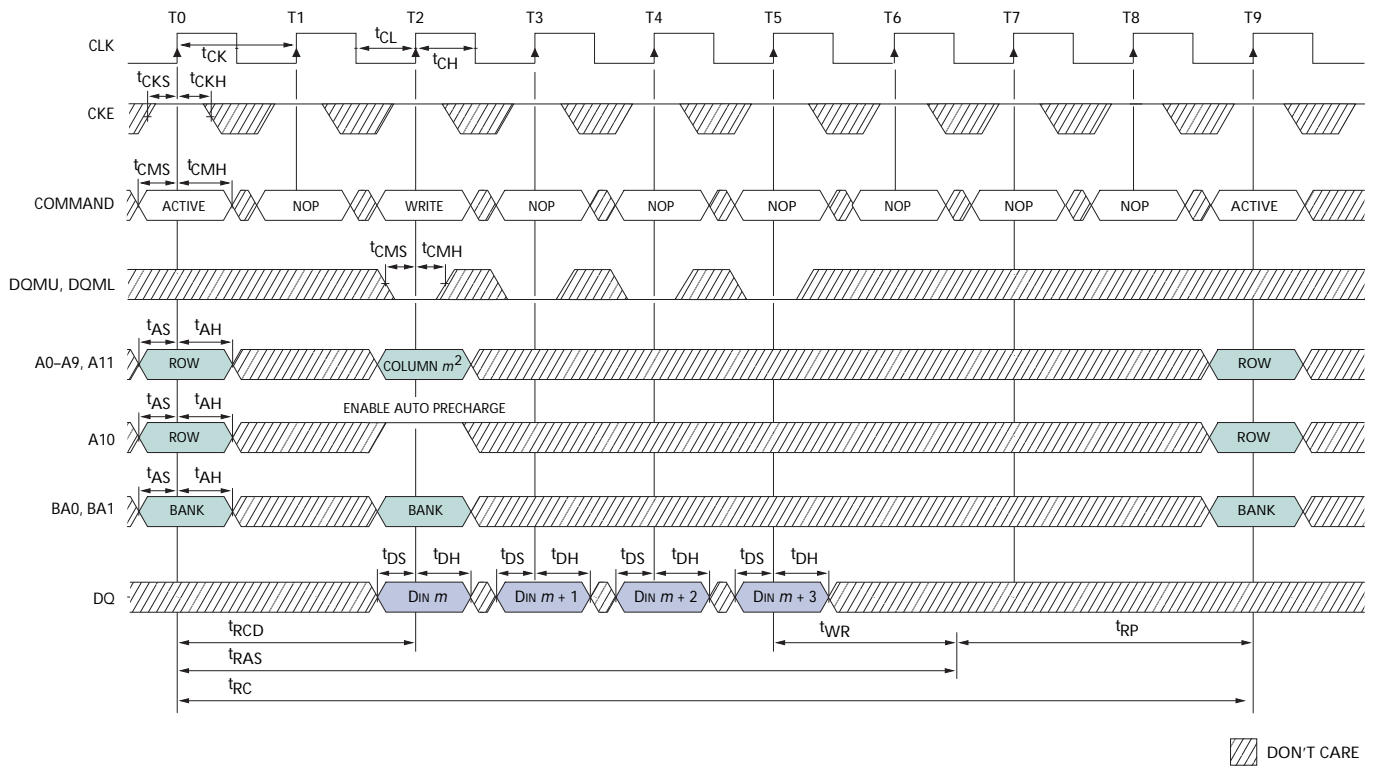 T0 T1 T2 T3 T4 T5 T6 T7 T8 T9
CLK
tCK tCL tCH
tCKS tCKH
CKE
tCMS tCMH
COMMAND ACTIVE NOP WRITE NOP NOP NOP NOP NOP NOP ACTIVE
tCMS tCMH
DQMU, DQML
tAS tAH
A0–A9, A11 ROW COLUMN m2 ROW
tAS tAH ENABLE AUTO PRECHARGE
A10 ROW ROW
tAS tAH
BA0, BA1 BANK BANK BANK
tDS tDH tDS tDH tDS tDH tDS tDH
DQ DIN m DIN m + 1 DIN m + 2 DIN m + 3
tRCD tWR tRP
tRAS
tRC
DON'T CARE